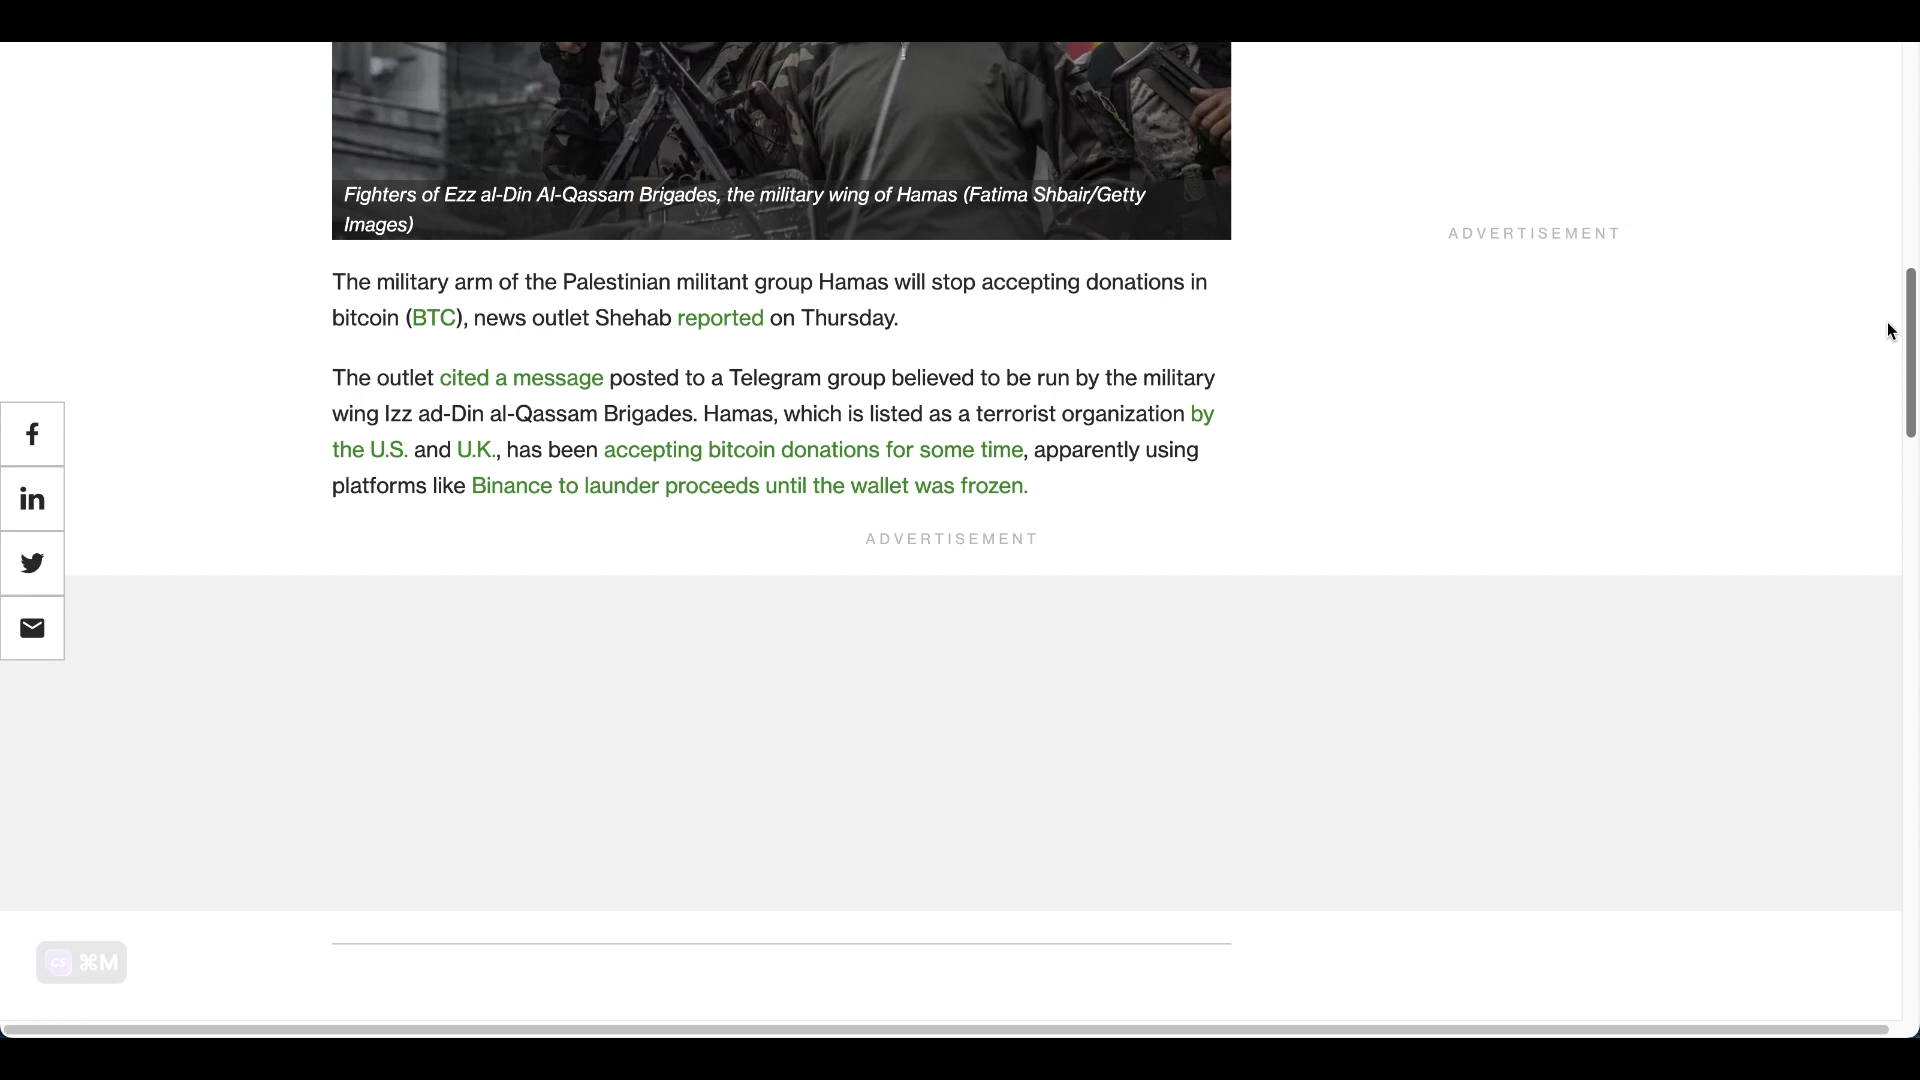 Fighters of Ezz al-Din Al-Qassam Brigades, the military wing of Hamas (Fatima Shbair/Getty
Images)
ADVERTISEMENT
The military arm of the Palestinian militant group Hamas will stop accepting donations in
bitcoin (BTC), news outlet Shehab reported on Thursday.
The outlet cited a message posted to a Telegram group believed to be run by the military
wing Izz ad-Din al-Qassam Brigades. Hamas, which is listed as a terrorist organization by
the U.S. and U.K., has been accepting bitcoin donations for some time, apparently using
platforms like Binance to launder proceeds until the wallet was frozen.
ADVERTISEMENT
CS ⌘M